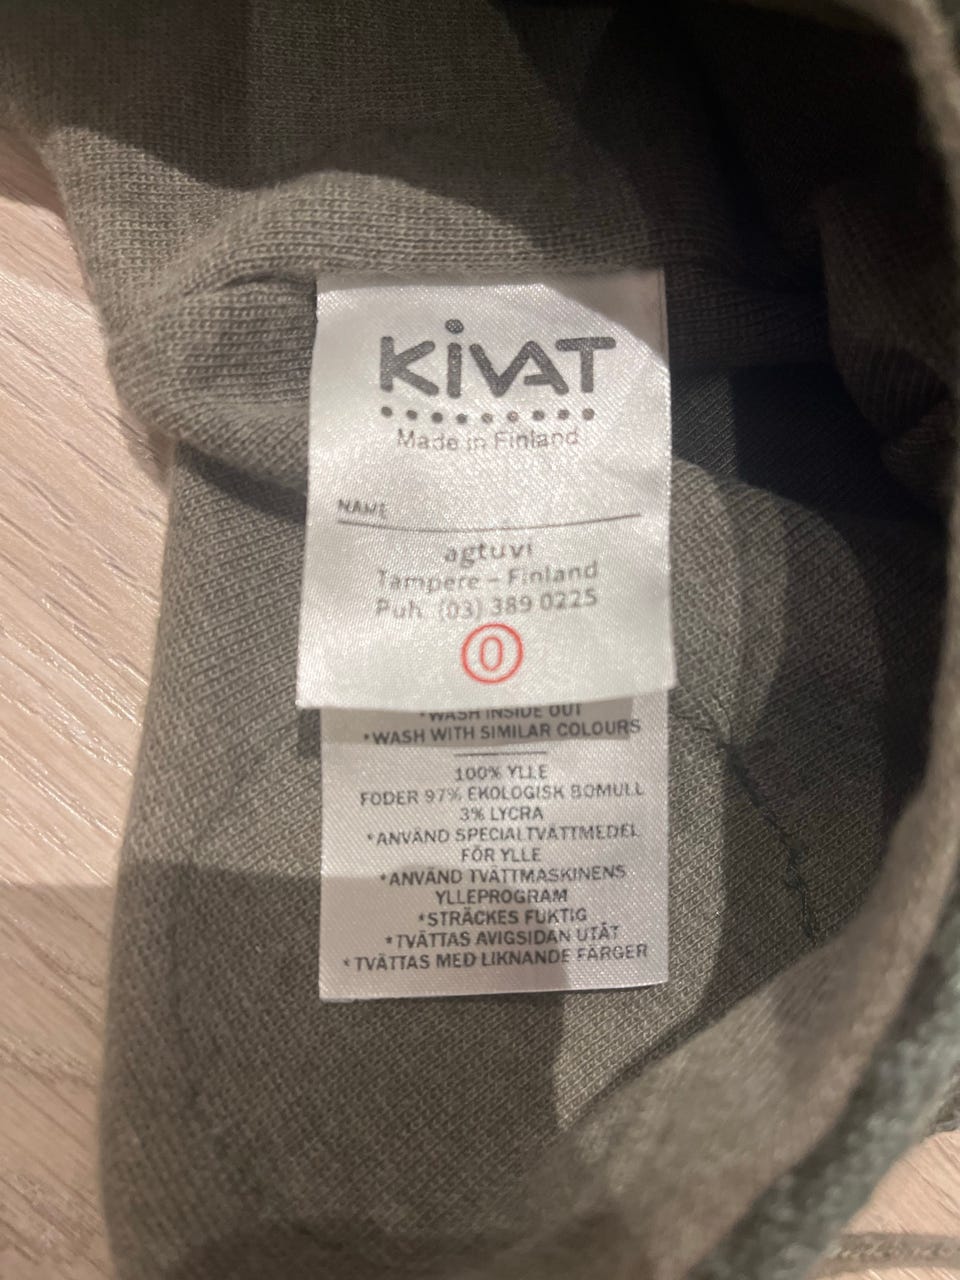 KiVAT
Made in Finland
NAME
agtuvi
Tampere – Finland
Puh. (03) 389 0225
0
*WASH INSIDE OUT
*WASH WITH SIMILAR COLOURS
100% YLLE
FODER 97% EKOLOGISK BOMULL
3% LYCRA
*ANVÄND SPECIALTVÄTTMEDEL
FÖR YLLE
*ANVÄND TVÄTTMASKINENS
YLLEPROGRAM
*STRÄCKES FUKTIG
*TVÄTTAS AVIGSIDAN UTÅT
*TVÄTTAS MED LIKNANDE FÄRGER